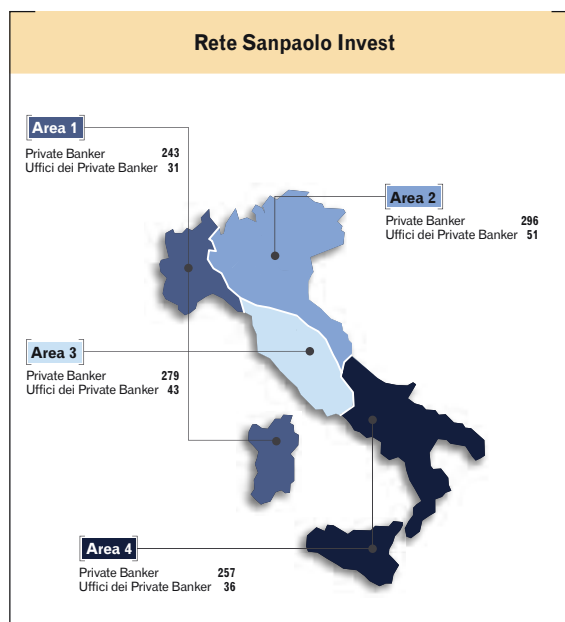 Rete Sanpaolo Invest
Area 1
Private Banker 243
Uffici dei Private Banker 31
Area 2
Private Banker 296
Uffici dei Private Banker 51
Area 3
Private Banker 279
Uffici dei Private Banker 43
Area 4
Private Banker 257
Uffici dei Private Banker 36